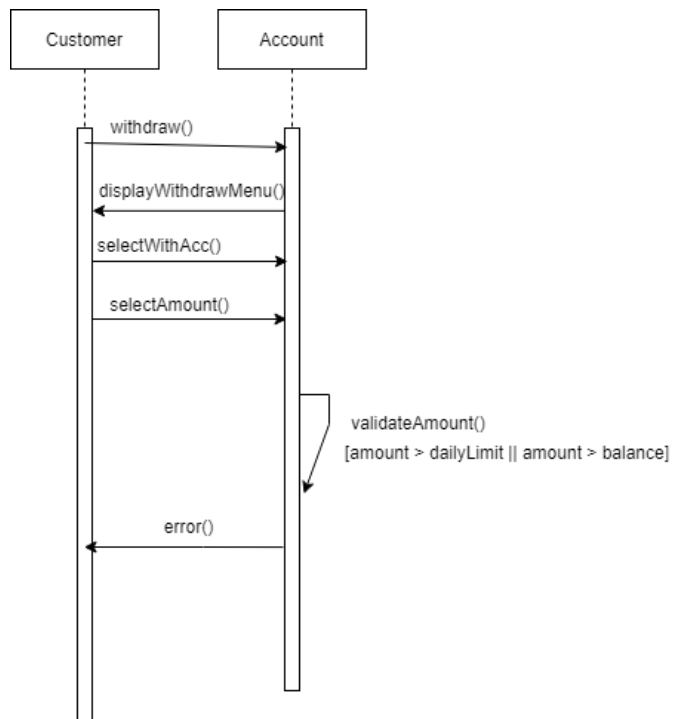 Customer
Account
withdraw()
displayWithdrawMenu()
selectWithAcc()
selectAmount()
validateAmount()
[amount > dailyLimit || amount > balance]
error()